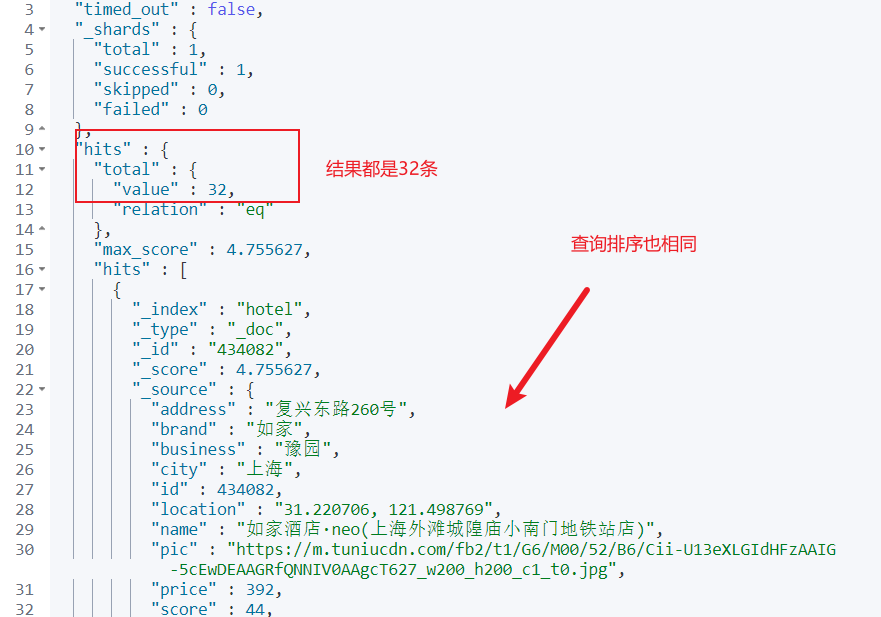 3 "timed_out" : false,
4 "_shards" : {
5 "total" : 1,
6 "successful" : 1,
7 "skipped" : 0,
8 "failed" : 0
9 },
10 "hits" : {
11 "total" : {
结果都是32条
12 "value" : 32,
13 "relation" : "eq"
14 },
15 "max_score" : 4.755627,
查询排序也相同
16 "hits" : [
17 {
18 "_index" : "hotel",
19 "_type" : "_doc",
20 "_id" : "434082",
21 "_score" : 4.755627,
22 "_source" : {
23 "address" : "复兴东路260号",
24 "brand" : "如家",
25 "business" : "豫园",
26 "city" : "上海",
27 "id" : 434082,
28 "location" : "31.220706, 121.498769",
29 "name" : "如家酒店·neo(上海外滩城隍庙小南门地铁站店)",
30 "pic" : "https://m.tuniucdn.com/fb2/t1/G6/M00/52/B6/Cii-U13eXLGIdHFzAAIG
-5cEwDEAAGRfQNNIV0AAgcT627_w200_h200_c1_t0.jpg",
31 "price" : 392,
32 "score" : 44,